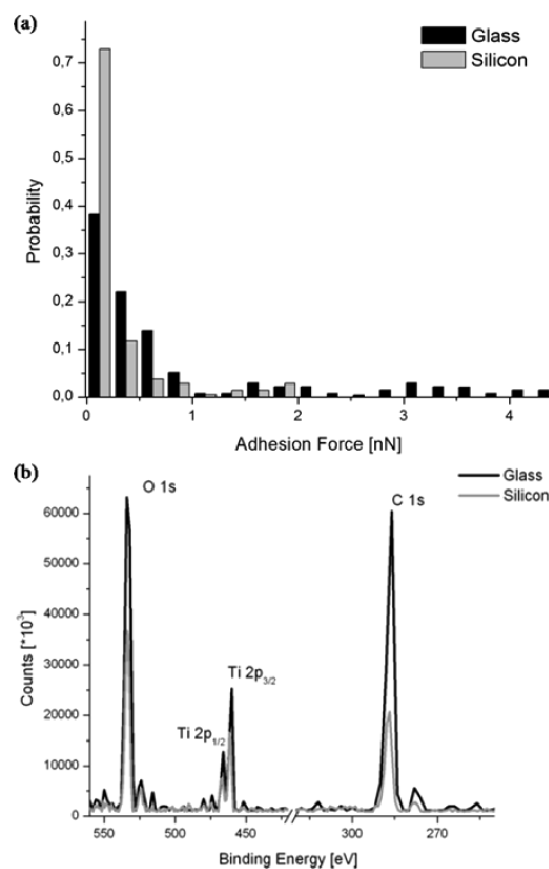 (a)
Glass
Silicon
0,7
0,6
0,5
0,4
0,3
0,2
0,1
0,0
Probability
0 1 2 3 4
Adhesion Force [nN]
(b)
Glass
Silicon
O 1s
C 1s
Ti 2p3/2
Ti 2p1/2
60000
50000
40000
30000
20000
10000
0
Counts [*10³]
550 500 450 300 270
Binding Energy [eV]